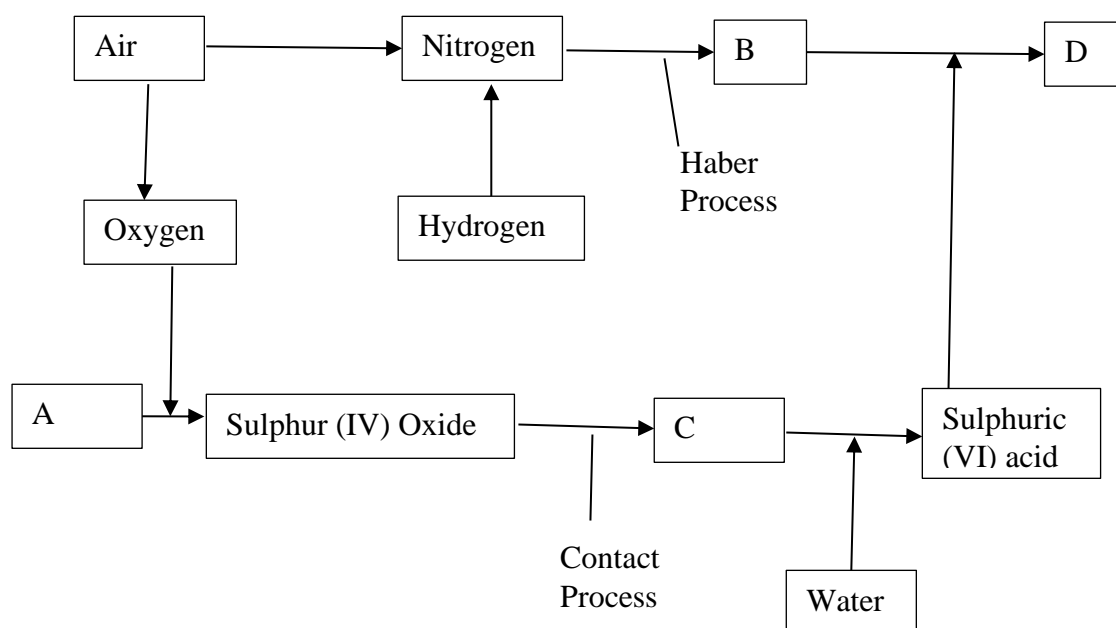 Air
Nitrogen
B
D
Haber
Process
Oxygen
Hydrogen
A
Sulphur (IV) Oxide
C
Sulphuric
(VI) acid
Contact
Process
Water